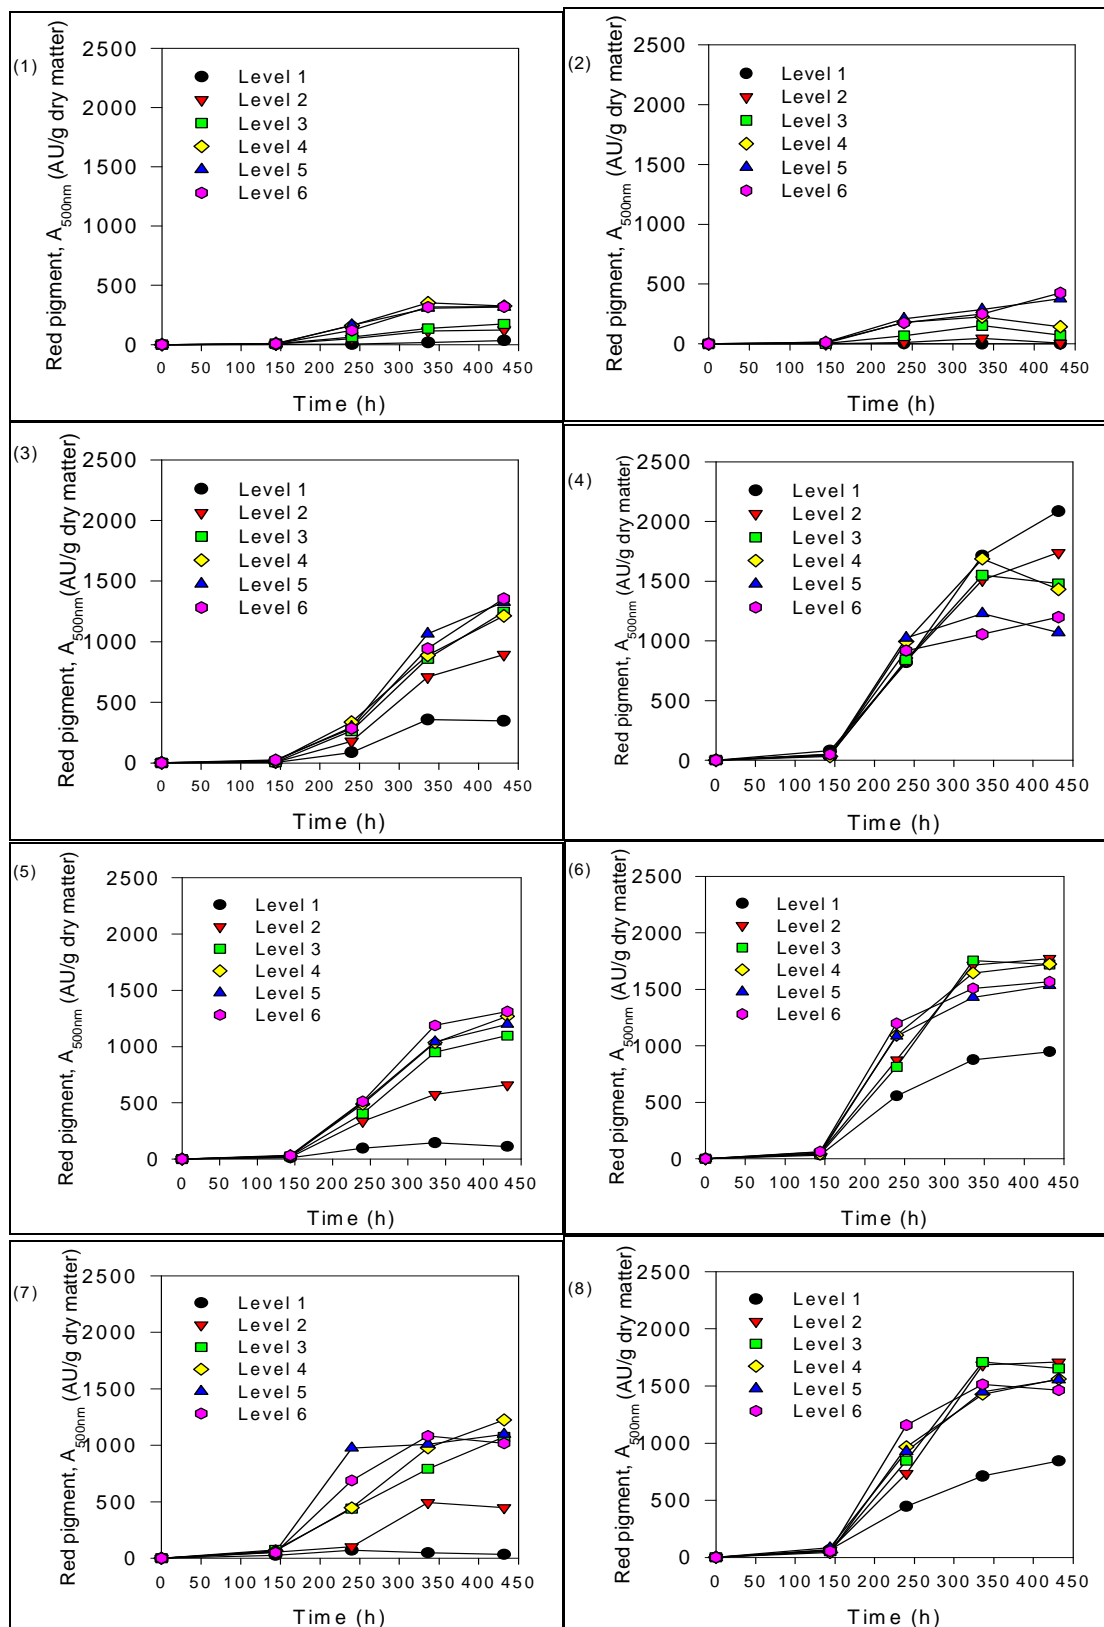 (1)
Red pigment, A500nm (AU/g dry matter)
2500
2000
1500
1000
500
0
Level 1
Level 2
Level 3
Level 4
Level 5
Level 6
0 50 100 150 200 250 300 350 400 450
Time (h)
(2)
Red pigment, A500nm (AU/g dry matter)
2500
2000
1500
1000
500
0
Level 1
Level 2
Level 3
Level 4
Level 5
Level 6
0 50 100 150 200 250 300 350 400 450
Time (h)
(3)
Red pigment, A500nm (AU/g dry matter)
2500
2000
1500
1000
500
0
Level 1
Level 2
Level 3
Level 4
Level 5
Level 6
0 50 100 150 200 250 300 350 400 450
Time (h)
(4)
Red pigment, A500nm (AU/g dry matter)
2500
2000
1500
1000
500
0
Level 1
Level 2
Level 3
Level 4
Level 5
Level 6
0 50 100 150 200 250 300 350 400 450
Time (h)
(5)
Red pigment, A500nm (AU/g dry matter)
2500
2000
1500
1000
500
0
Level 1
Level 2
Level 3
Level 4
Level 5
Level 6
0 50 100 150 200 250 300 350 400 450
Time (h)
(6)
Red pigment, A500nm (AU/g dry matter)
2500
2000
1500
1000
500
0
Level 1
Level 2
Level 3
Level 4
Level 5
Level 6
0 50 100 150 200 250 300 350 400 450
Time (h)
(7)
Red pigment, A500nm (AU/g dry matter)
2500
2000
1500
1000
500
0
Level 1
Level 2
Level 3
Level 4
Level 5
Level 6
0 50 100 150 200 250 300 350 400 450
Time (h)
(8)
Red pigment, A500nm (AU/g dry matter)
2500
2000
1500
1000
500
0
Level 1
Level 2
Level 3
Level 4
Level 5
Level 6
0 50 100 150 200 250 300 350 400 450
Time (h)